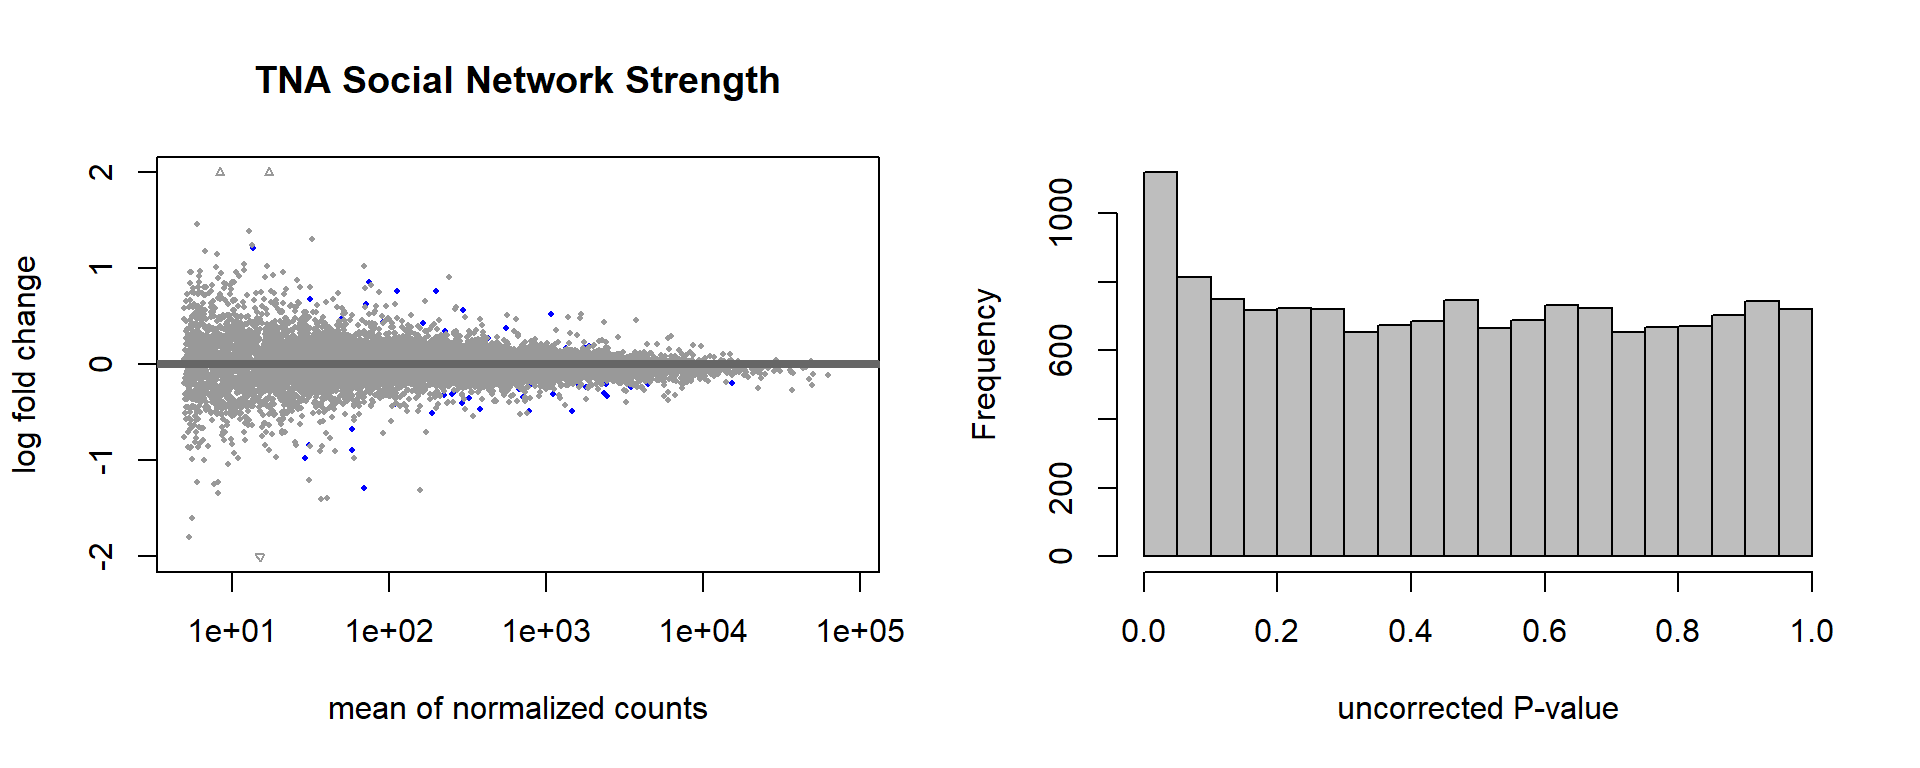 TNA Social Network Strength
log fold change
2
1
0
-1
-2
1e+01 1e+02 1e+03 1e+04 1e+05
mean of normalized counts
Frequency
1000
600
200
0
0.0 0.2 0.4 0.6 0.8 1.0
uncorrected P-value